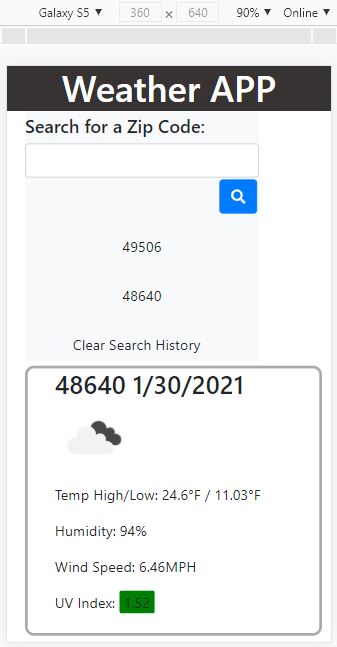 Galaxy S5 ▼ 360 × 640 90% ▼ Online ▼
Weather APP
Search for a Zip Code:
49506
48640
Clear Search History
48640 1/30/2021
Temp High/Low: 24.6°F / 11.03°F
Humidity: 94%
Wind Speed: 6.46MPH
UV Index: 1.52